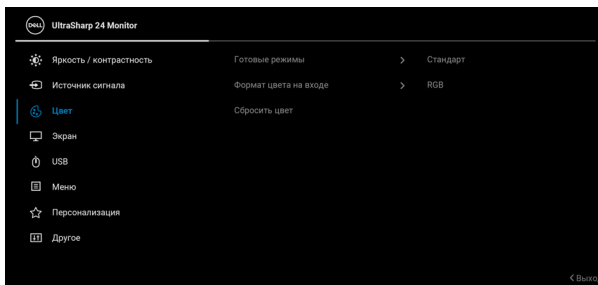 DELL UltraSharp 24 Monitor
Яркость / контрастность
Готовые режимы > Стандарт
Источник сигнала
Формат цвета на входе > RGB
Цвет
Сбросить цвет
Экран
USB
Меню
Персонализация
Другое